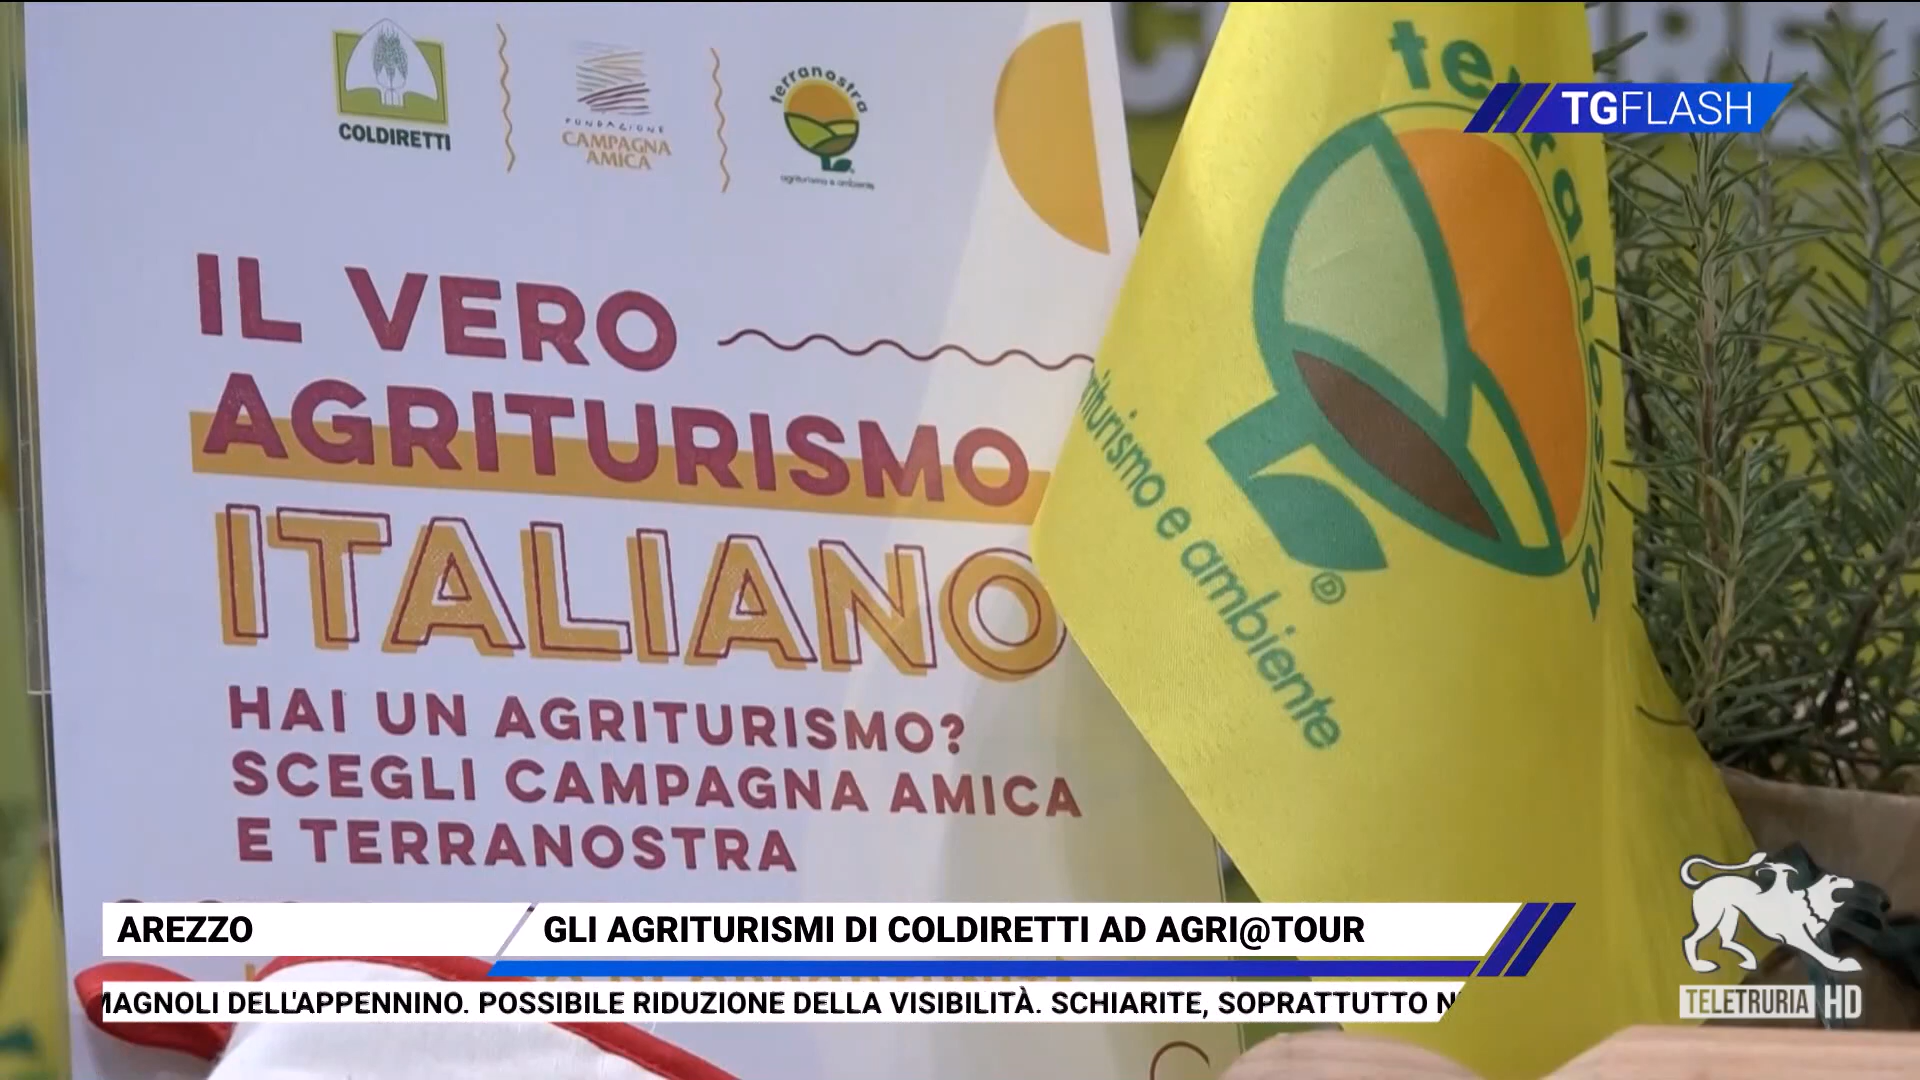 COLDIRETTI
FONDAZIONE
CAMPAGNA
AMICA
terranostra
agriturismo e ambiente
IL VERO
AGRITURISMO
ITALIANO
HAI UN AGRITURISMO?
SCEGLI CAMPAGNA AMICA
E TERRANOSTRA
terranostra
e ambiente
TGFLASH
AREZZO
GLI AGRITURISMI DI COLDIRETTI AD AGRI@TOUR
DELL'APPENNINO. POSSIBILE RIDUZIONE DELLA VISIBILITÀ. SCHIARITE, SOPRATTUTTO
TELETRURIA HD